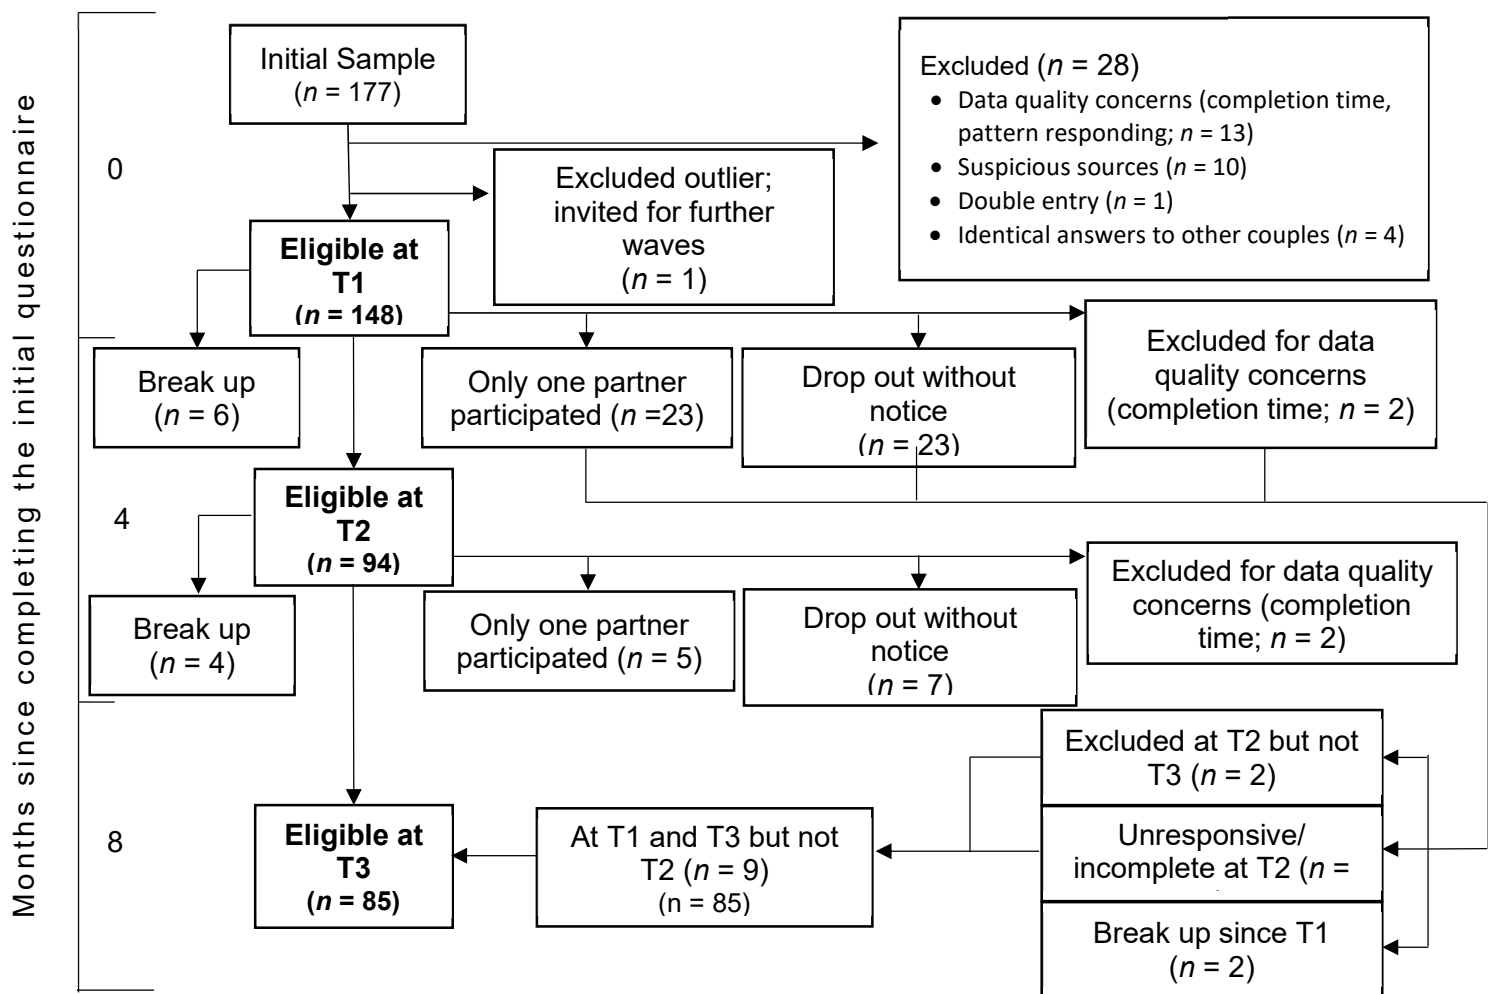 Months since completing the initial questionnaire
0
Initial Sample
(n = 177)
Excluded (n = 28)
• Data quality concerns (completion time,
pattern responding; n = 13)
• Suspicious sources (n = 10)
• Double entry (n = 1)
• Identical answers to other couples (n = 4)
Excluded outlier;
invited for further
waves
(n = 1)
Eligible at
T1
(n = 148)
Break up
(n = 6)
Only one partner
participated (n =23)
Drop out without
notice
(n = 23)
Excluded for data
quality concerns
(completion time; n = 2)
4
Eligible at
T2
(n = 94)
Break up
(n = 4)
Only one partner
participated (n = 5)
Drop out without
notice
(n = 7)
Excluded for data quality
concerns (completion
time; n = 2)
8
Eligible at
T3
(n = 85)
At T1 and T3 but not
T2 (n = 9)
(n = 85)
Excluded at T2 but not
T3 (n = 2)
Unresponsive/
incomplete at T2 (n =
Break up since T1
(n = 2)